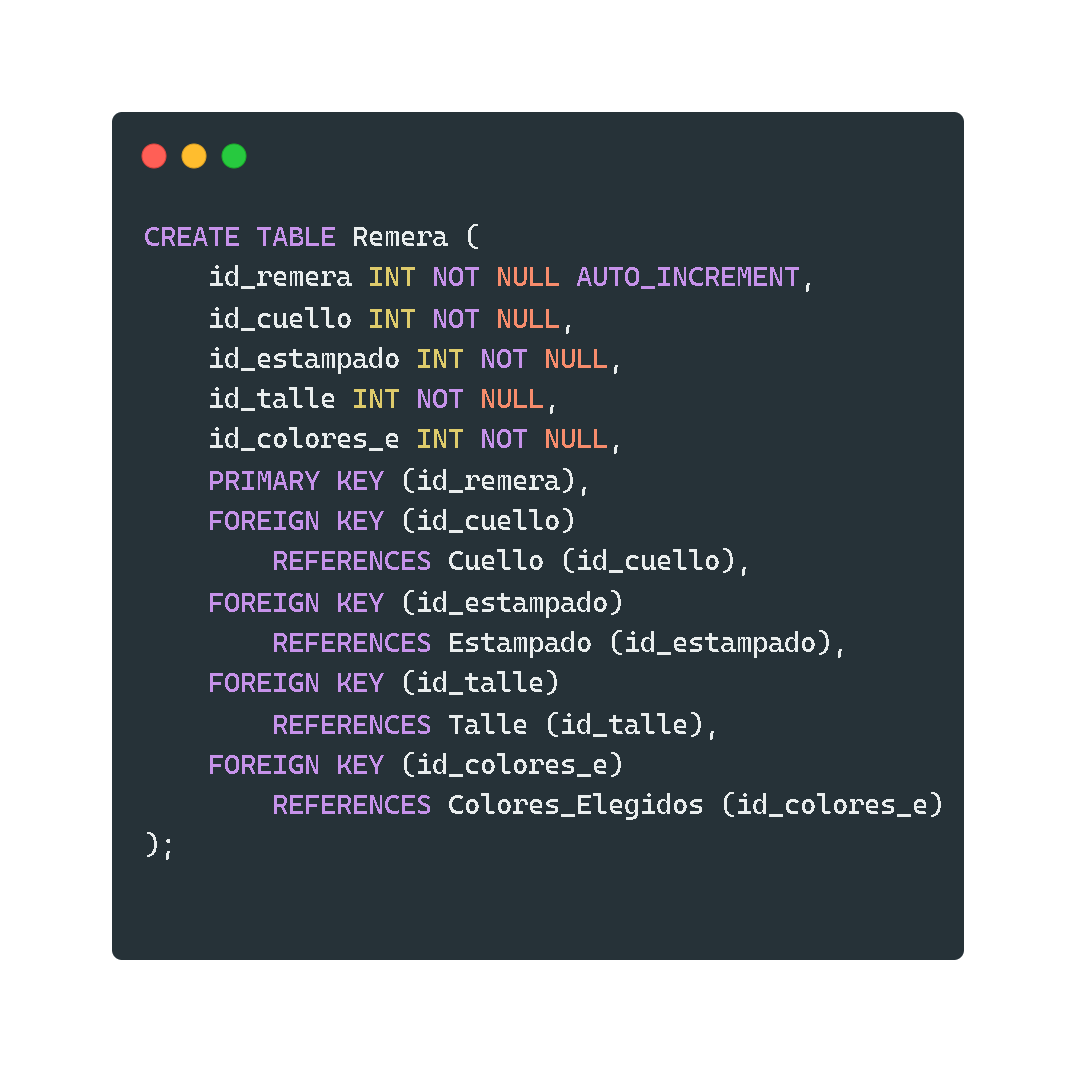 CREATE TABLE Remera (
    id_remera INT NOT NULL AUTO_INCREMENT,
    id_cuello INT NOT NULL,
    id_estampado INT NOT NULL,
    id_talle INT NOT NULL,
    id_colores_e INT NOT NULL,
    PRIMARY KEY (id_remera),
    FOREIGN KEY (id_cuello)
        REFERENCES Cuello (id_cuello),
    FOREIGN KEY (id_estampado)
        REFERENCES Estampado (id_estampado),
    FOREIGN KEY (id_talle)
        REFERENCES Talle (id_talle),
    FOREIGN KEY (id_colores_e)
        REFERENCES Colores_Elegidos (id_colores_e)
);